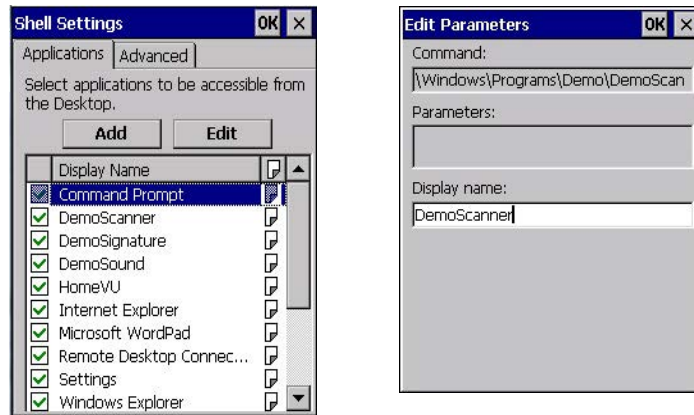 Shell Settings OK ×
Applications Advanced
Select applications to be accessible from
the Desktop.
Add Edit
Display Name
Command Prompt
DemoScanner
DemoSignature
DemoSound
HomeVU
Internet Explorer
Microsoft WordPad
Remote Desktop Connec...
Settings
Windows Explorer
Edit Parameters OK ×
Command:
\Windows\Programs\Demo\DemoScan
Parameters:
Display name:
DemoScanner